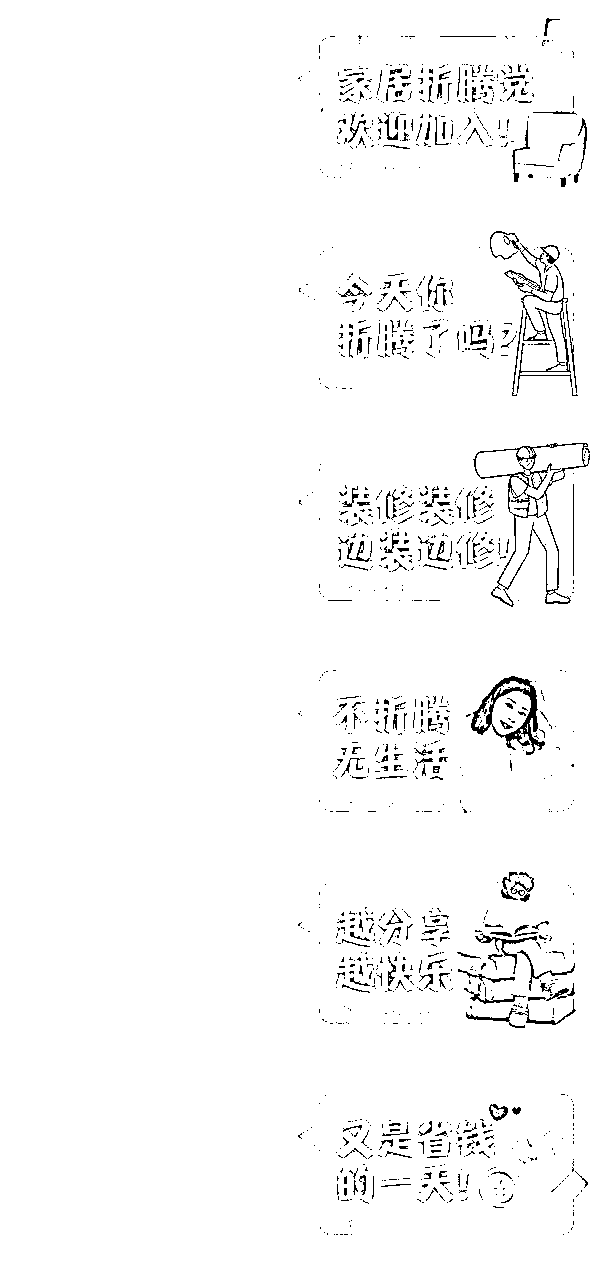 家居折腾党
欢迎加入!
今天你
折腾了吗?
装修装修
边装边修!
不折腾
无生活
越分享
越快乐
又是省钱
的一天!